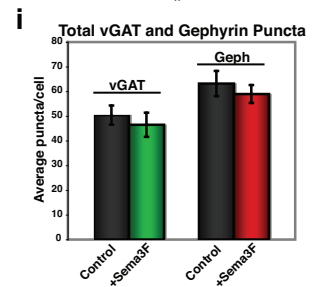 i
Total vGAT and Gephyrin Puncta
Average puncta/cell
80
70
60
50
40
30
20
10
0
vGAT
Geph
Control
+Sema3F
Control
+Sema3F